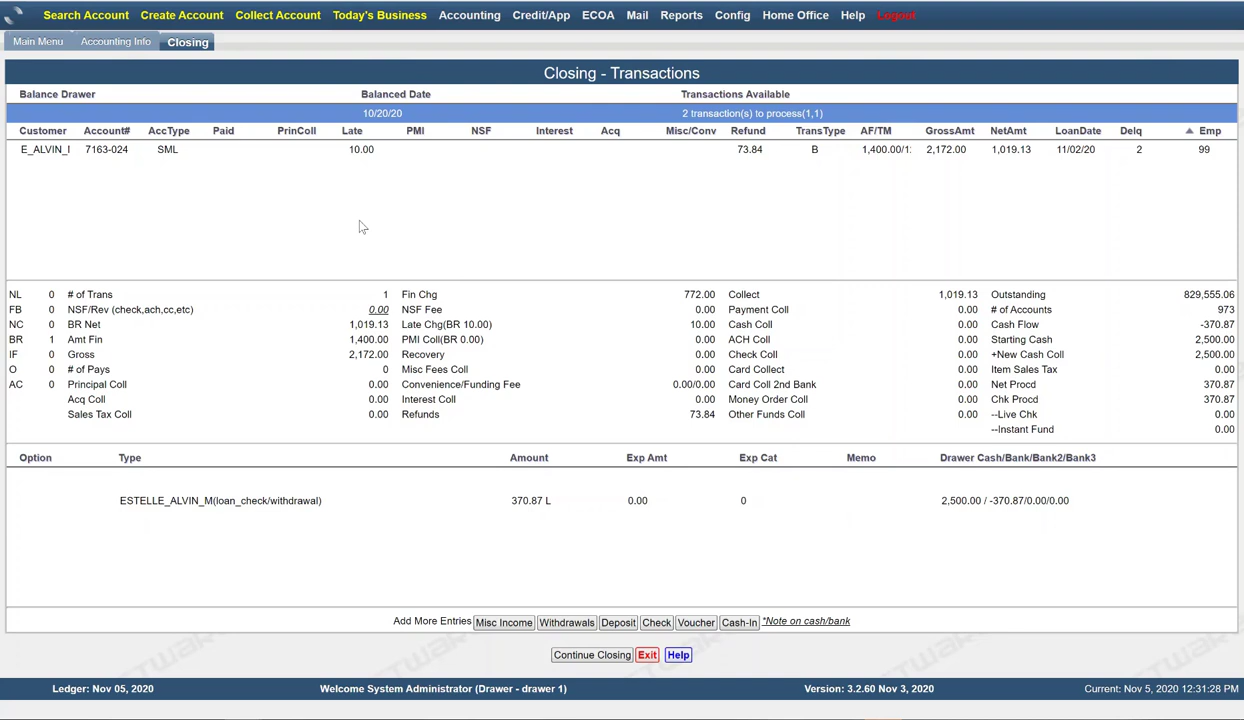 Search Account Create Account Collect Account Today's Business Accounting Credit/App ECOA Mail Reports Config Home Office Help Logout
Main Menu Accounting Info Closing
Closing - Transactions
Balance Drawer Balanced Date Transactions Available
10/20/20 2 transaction(s) to process(1,1)
Customer Account# AccType Paid PrinColl Late PMI NSF Interest Acq Misc/Conv Refund TransType AF/TM GrossAmt NetAmt LoanDate Delq Emp
E_ALVIN_I 7163-024 SML 10.00 73.84 B 1,400.00/1: 2,172.00 1,019.13 11/02/20 2 99
NL 0 # of Trans 1 Fin Chg 772.00 Collect 1,019.13 Outstanding 829,555.06
FB 0 NSF/Rev (check,ach,cc,etc) 0.00 NSF Fee 0.00 Payment Coll 0.00 # of Accounts 973
NC 0 BR Net 1,019.13 Late Chg(BR 10.00) 10.00 Cash Coll 0.00 Cash Flow -370.87
BR 1 Amt Fin 1,400.00 PMI Coll(BR 0.00) 0.00 ACH Coll 0.00 Starting Cash 2,500.00
IF 0 Gross 2,172.00 Recovery 0.00 Check Coll 0.00 +New Cash Coll 2,500.00
O 0 # of Pays 0 Misc Fees Coll 0.00 Card Collect 0.00 Item Sales Tax 0.00
AC 0 Principal Coll 0.00 Convenience/Funding Fee 0.00/0.00 Card Coll 2nd Bank 0.00 Net Procd 370.87
Acq Coll 0.00 Interest Coll 0.00 Money Order Coll 0.00 Chk Procd 370.87
Sales Tax Coll 0.00 Refunds 73.84 Other Funds Coll 0.00 --Live Chk 0.00
--Instant Fund 0.00
Option Type Amount Exp Amt Exp Cat Memo Drawer Cash/Bank/Bank2/Bank3
ESTELLE_ALVIN_M(loan_check/withdrawal) 370.87 L 0.00 0 2,500.00 / -370.87/0.00/0.00
Add More Entries Misc Income Withdrawals Deposit Check Voucher Cash-In *Note on cash/bank
Continue Closing Exit Help
Ledger: Nov 05, 2020 Welcome System Administrator (Drawer - drawer 1) Version: 3.2.60 Nov 3, 2020 Current: Nov 5, 2020 12:31:28 PM